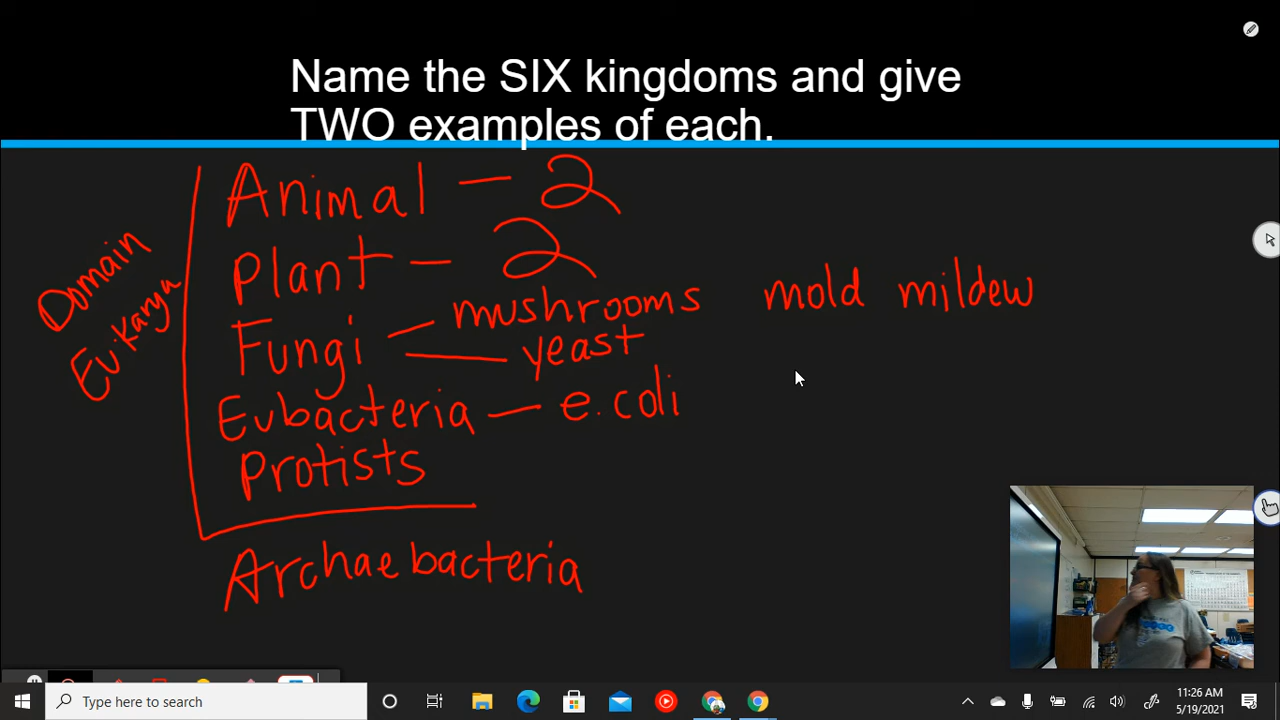 Name the SIX kingdoms and give
TWO examples of each.
Animal — 2
Plant — 2
Fungi — mushrooms mold mildew
— yeast
Eubacteria — e.coli
Protists
Archaebacteria
Domain
Eukarya
Type here to search
11:26 AM
5/19/2021